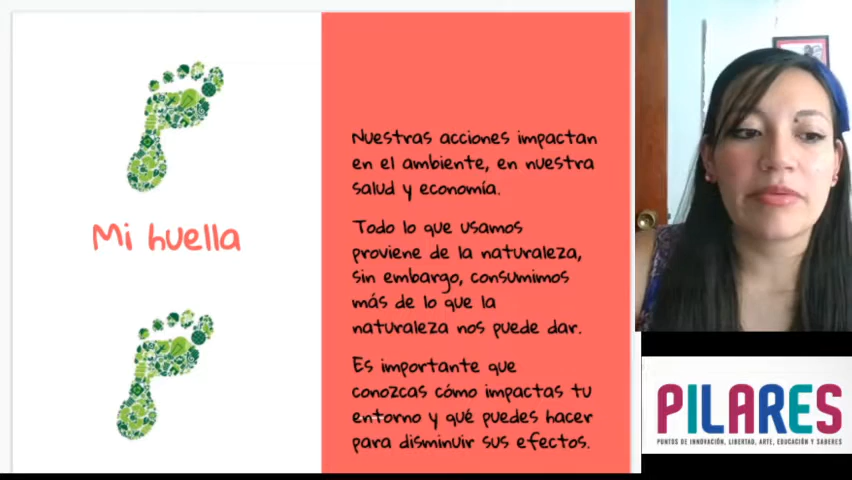 Mi huella
Nuestras acciones impactan
en el ambiente, en nuestra
salud y economía.
Todo lo que usamos
proviene de la naturaleza,
sin embargo, consumimos
más de lo que la
naturaleza nos puede dar.
Es importante que
conozcas cómo impactas tu
entorno y qué puedes hacer
para disminuir sus efectos.
PILARES
PUNTOS DE INNOVACIÓN, LIBERTAD, ARTE, EDUCACIÓN Y SABERES